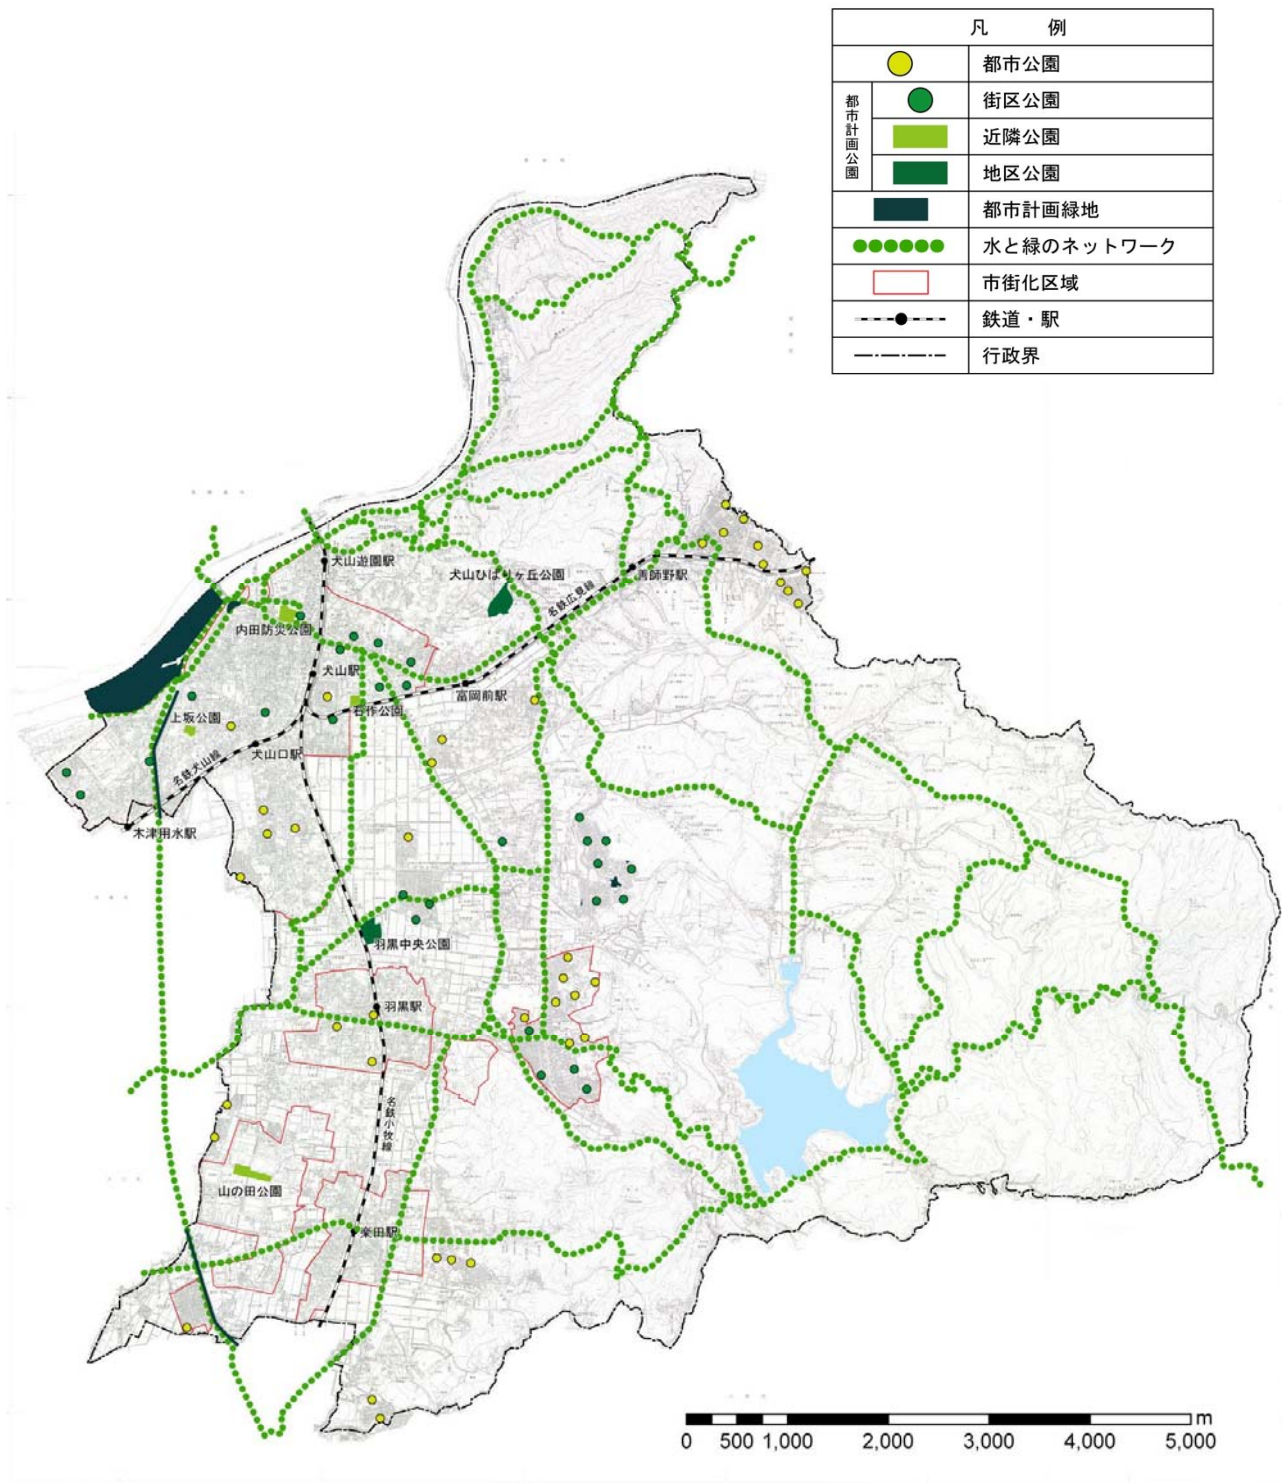 凡 例
都市公園
都市計画公園
街区公園
近隣公園
地区公園
都市計画緑地
水と緑のネットワーク
市街化区域
鉄道・駅
行政界
犬山遊園駅
犬山ひばりヶ丘公園
善師野駅
名鉄広見線
内田防災公園
犬山駅
富岡前駅
石作公園
上坂公園
犬山口駅
名鉄犬山線
木津用水駅
羽黒中央公園
羽黒駅
名鉄小牧線
山の田公園
楽田駅
0 500 1,000 2,000 3,000 4,000 5,000 m